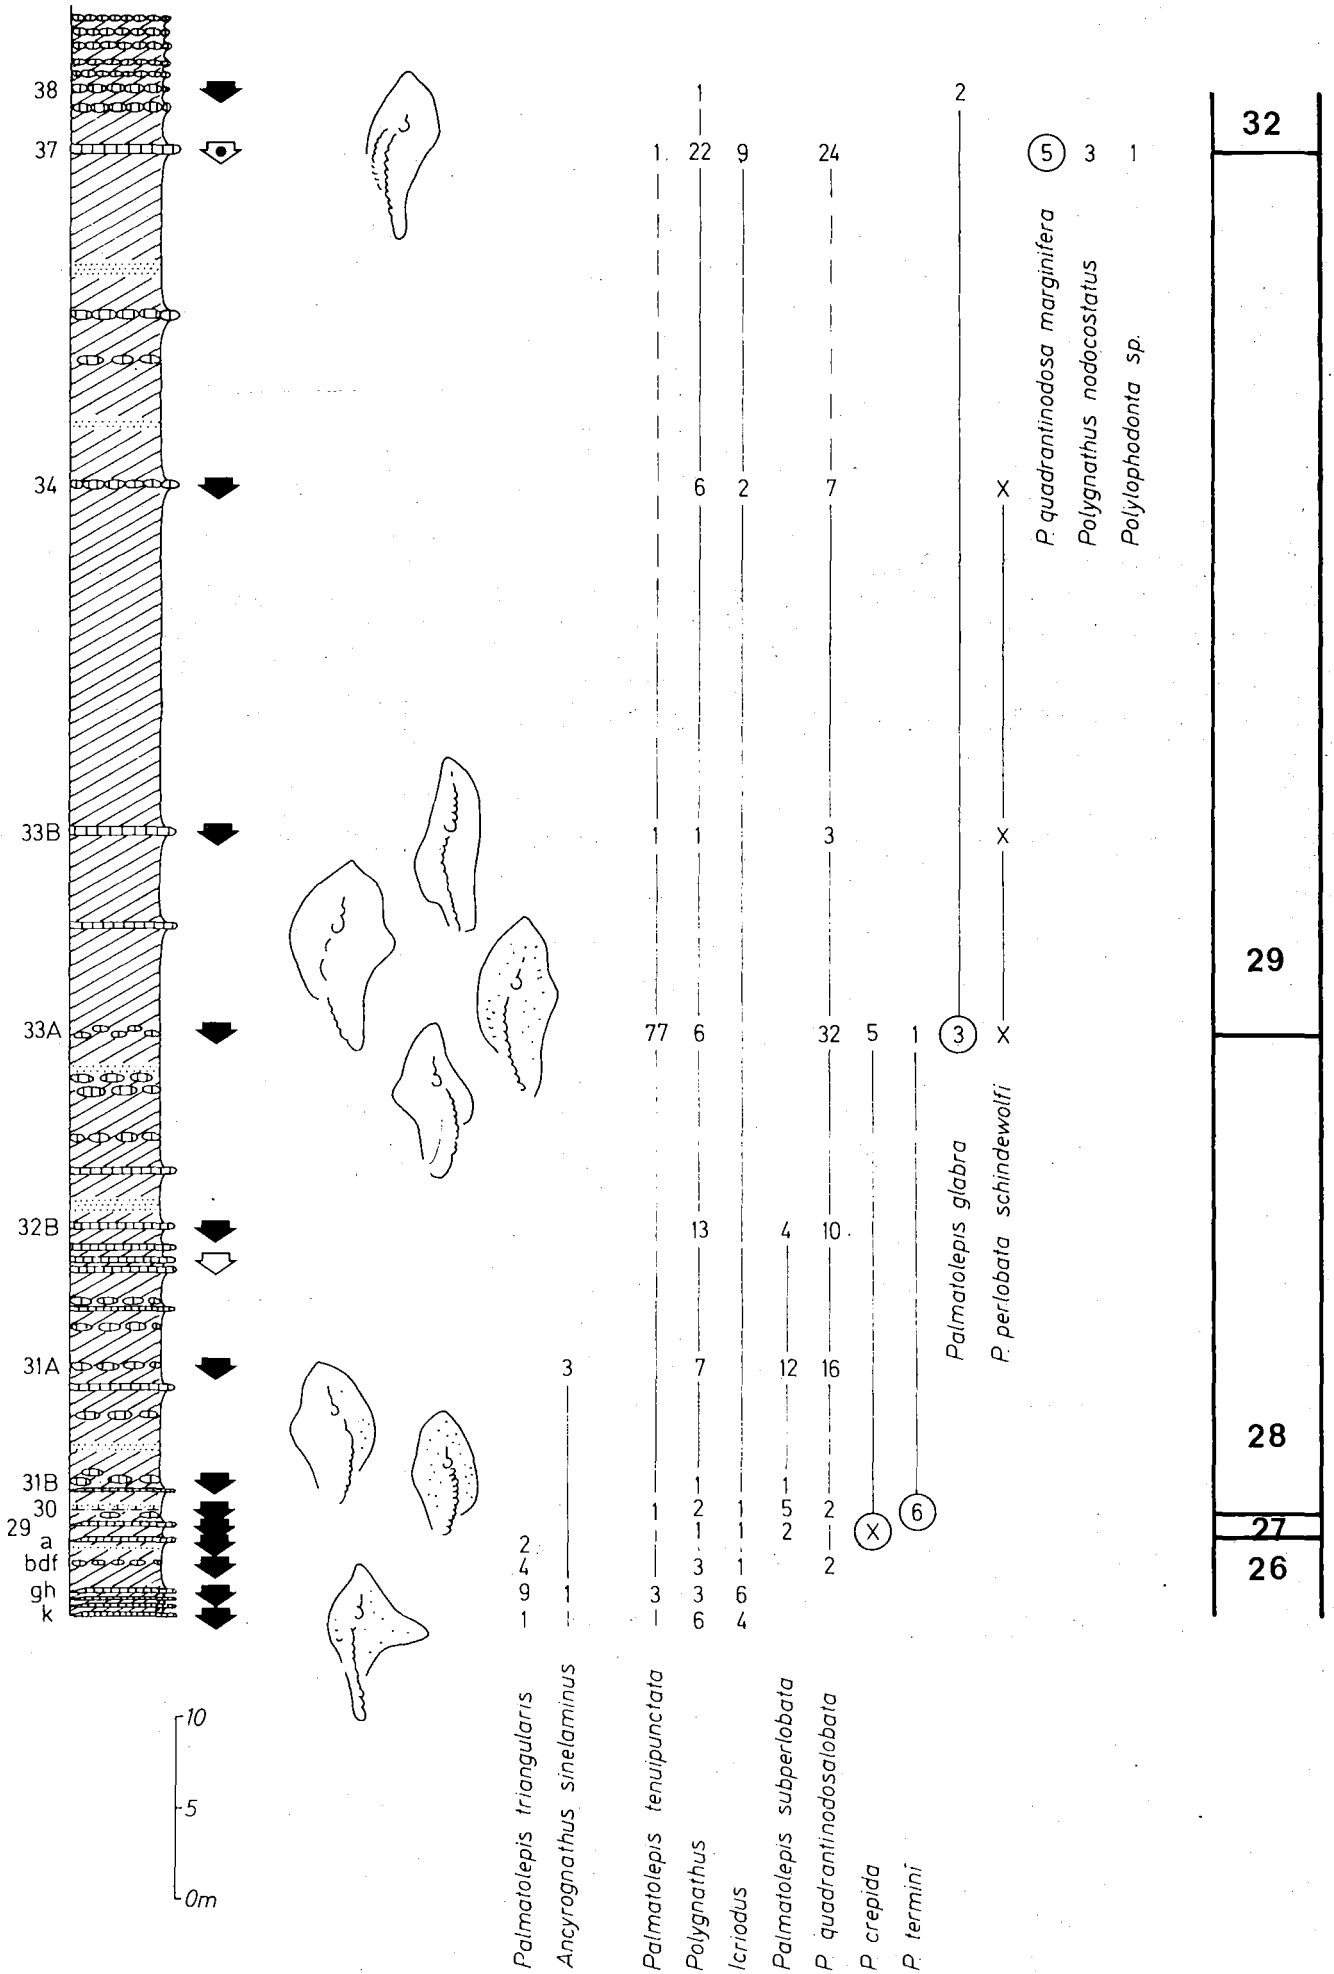 38 1 2
32
37 1. 22 9 24 5 3 1
P. quadrantinodosa marginifera
Polygnathus nodocostatus
Polylophodonta sp.
34 6 2 7 X
33B 1 1 3 X
29
33A 77 6 32 5 1 3 X
Palmatolepis glabra
P. perlobata schindewolfi
32B 13 4 10
31A 3 7 12 16
28
31B 1 1
30 1 2 1 5 2 6
29 1 1 2 X 27
a 2
bdf 4 3 1 2 26
gh 9 1 3 3 6
k 1 6 4
10
5
0m
Palmatolepis triangularis
Ancyrognathus sinelaminus
Palmatolepis tenuipunctata
Polygnathus
Icriodus
Palmatolepis subperlobata
P. quadrantinodosalobata
P. crepida
P. termini